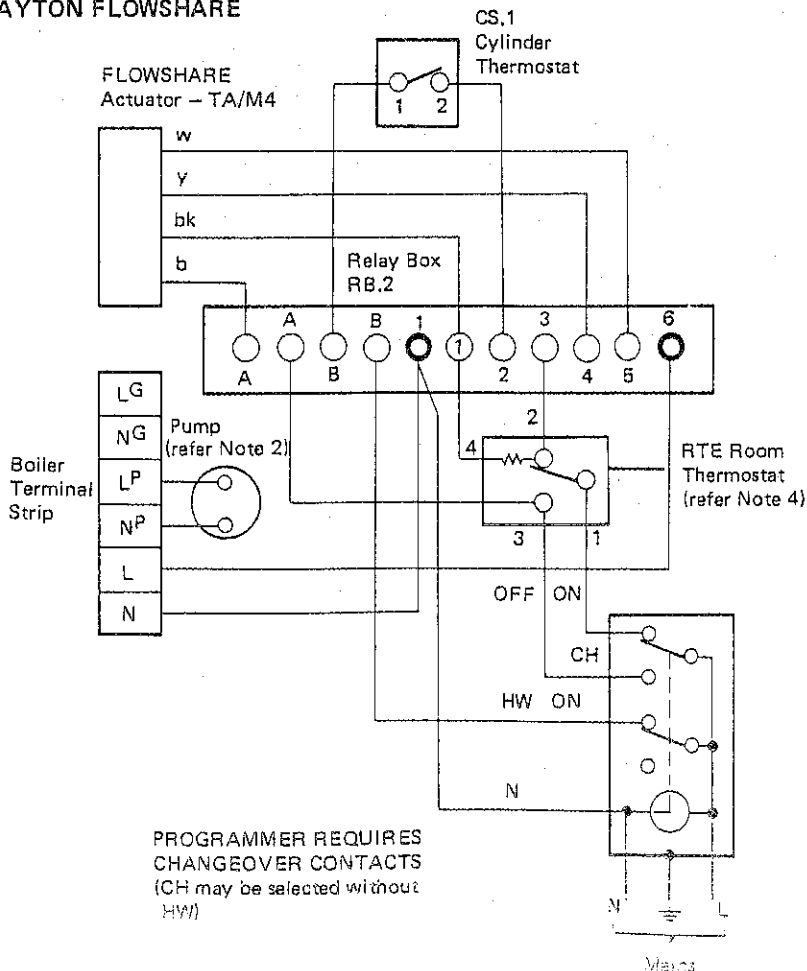 AYTON FLOWSHARE
CS.1
Cylinder
Thermostat
FLOWSHARE
Actuator – TA/M4
1 2
w
y
bk
b
Relay Box
RB.2
A B 1 3 6
1
A B 2 4 5
LG
NG
LP
NP
L
N
Boiler
Terminal
Strip
Pump
(refer Note 2)
2
4
3 1
RTE Room
Thermostat
(refer Note 4)
OFF ON
CH
HW ON
N
PROGRAMMER REQUIRES
CHANGEOVER CONTACTS
(CH may be selected without
HW)
N L
Mains